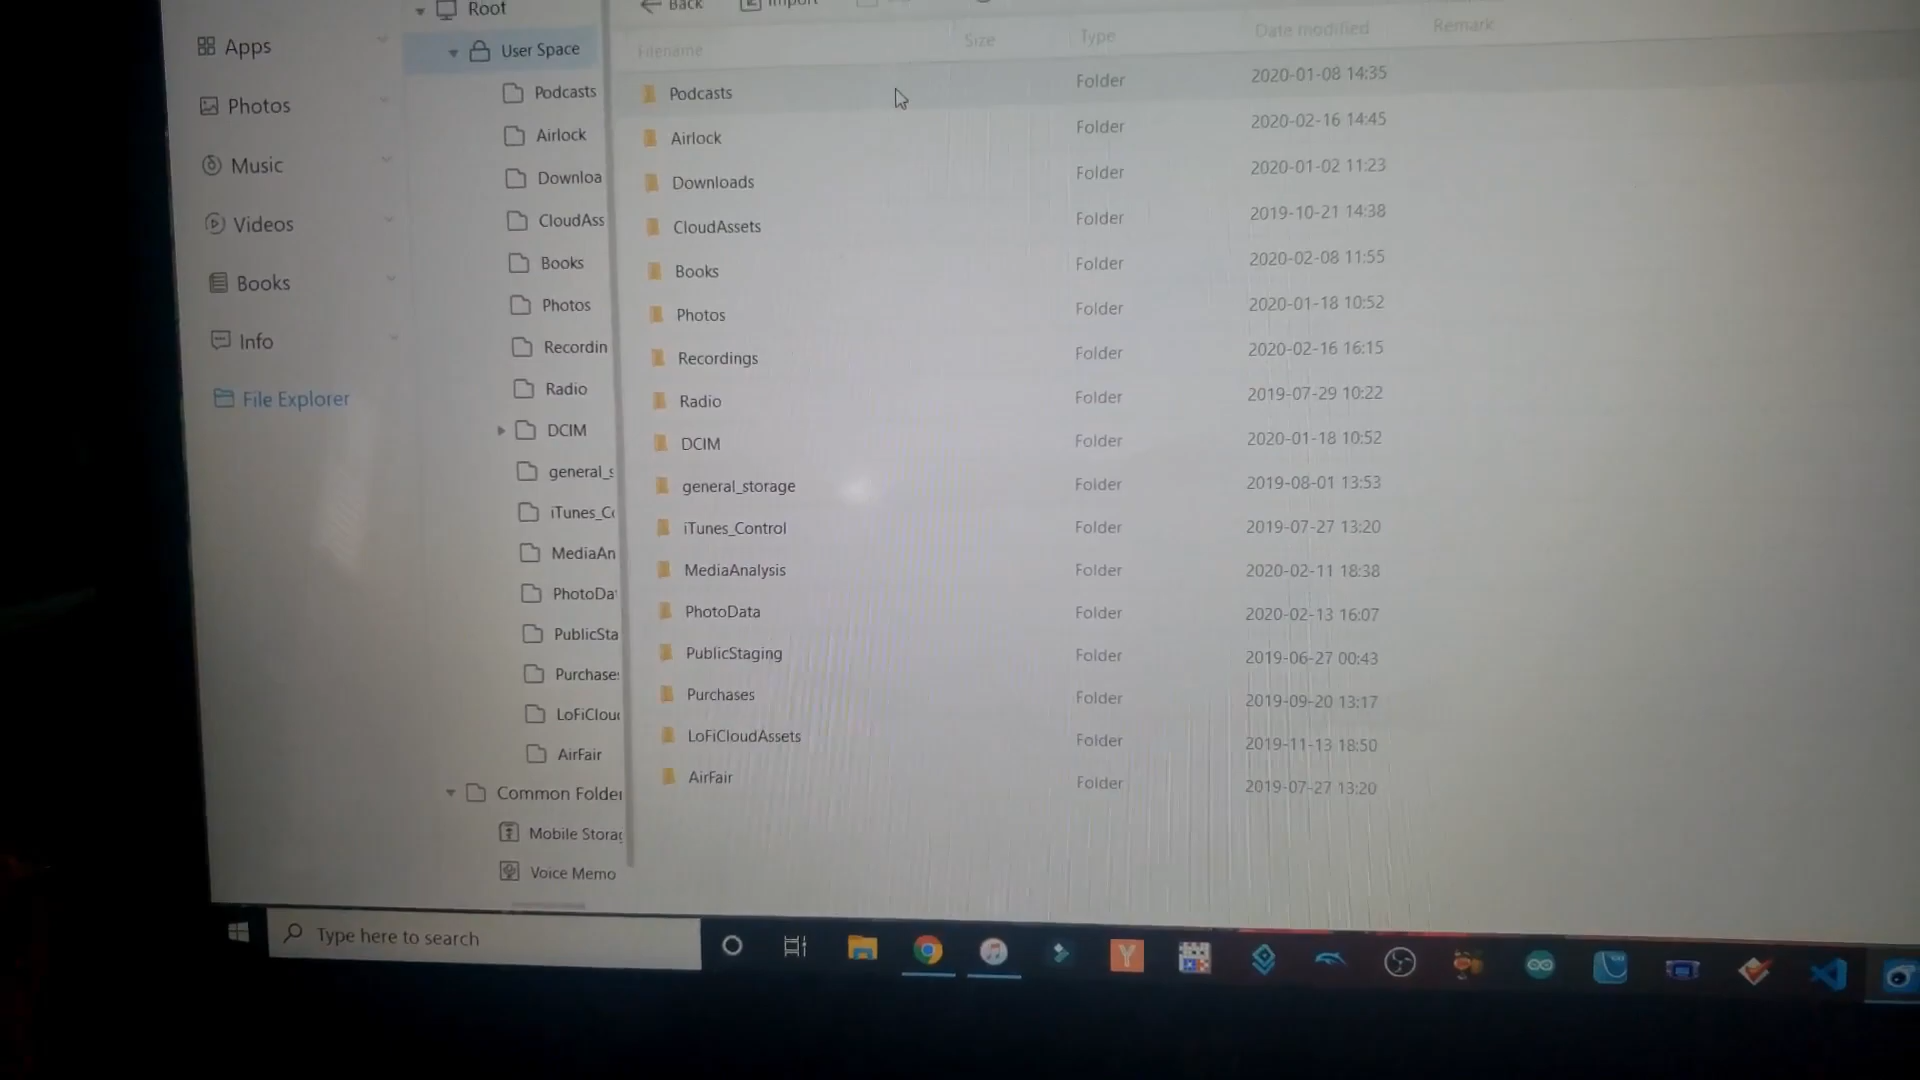 Apps
Photos
Music
Videos
Books
Info
File Explorer
Root
User Space
Podcasts
Airlock
Downloa
CloudAss
Books
Photos
Recordin
Radio
DCIM
general_s
iTunes_Co
MediaAn
PhotoDa
PublicSta
Purchase
LoFiClou
AirFair
Common Folder
Mobile Storag
Voice Memo
Back Import
Filename Size Type Date modified Remark
Podcasts Folder 2020-01-08 14:35
Airlock Folder 2020-02-16 14:45
Downloads Folder 2020-01-02 11:23
CloudAssets Folder 2019-10-21 14:38
Books Folder 2020-02-08 11:55
Photos Folder 2020-01-18 10:52
Recordings Folder 2020-02-16 16:15
Radio Folder 2019-07-29 10:22
DCIM Folder 2020-01-18 10:52
general_storage Folder 2019-08-01 13:53
iTunes_Control Folder 2019-07-27 13:20
MediaAnalysis Folder 2020-02-11 18:38
PhotoData Folder 2020-02-13 16:07
PublicStaging Folder 2019-06-27 00:43
Purchases Folder 2019-09-20 13:17
LoFiCloudAssets Folder 2019-11-13 18:50
AirFair Folder 2019-07-27 13:20
Type here to search
Y